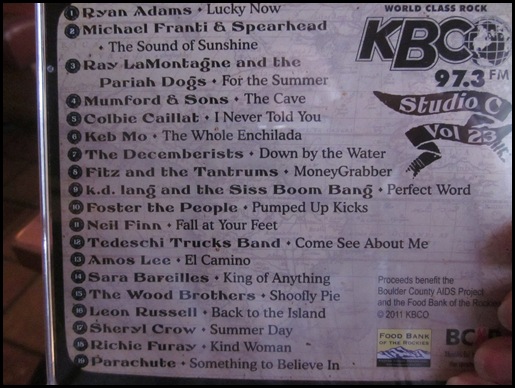 1 Ryan Adams • Lucky Now
2 Michael Franti & Spearhead
• The Sound of Sunshine
3 Ray LaMontagne and the
Pariah Dogs • For the Summer
4 Mumford & Sons • The Cave
5 Colbie Caillat • I Never Told You
6 Keb Mo • The Whole Enchilada
7 The Decemberists • Down by the Water
8 Fitz and the Tantrums • MoneyGrabber
9 k.d. lang and the Siss Boom Bang • Perfect Word
10 Foster the People • Pumped Up Kicks
11 Neil Finn • Fall at Your Feet
12 Tedeschi Trucks Band • Come See About Me
13 Amos Lee • El Camino
14 Sara Bareilles • King of Anything
15 The Wood Brothers • Shoofly Pie
16 Leon Russell • Back to the Island
17 Sheryl Crow • Summer Day
18 Richie Furay • Kind Woman
19 Parachute • Something to Believe In
WORLD CLASS ROCK
KBCO
97.3 FM
Studio C
Vol 23
Proceeds benefit the
Boulder County AIDS Project
and the Food Bank of the Rockies
© 2011 KBCO
FOOD BANK
OF THE ROCKIES